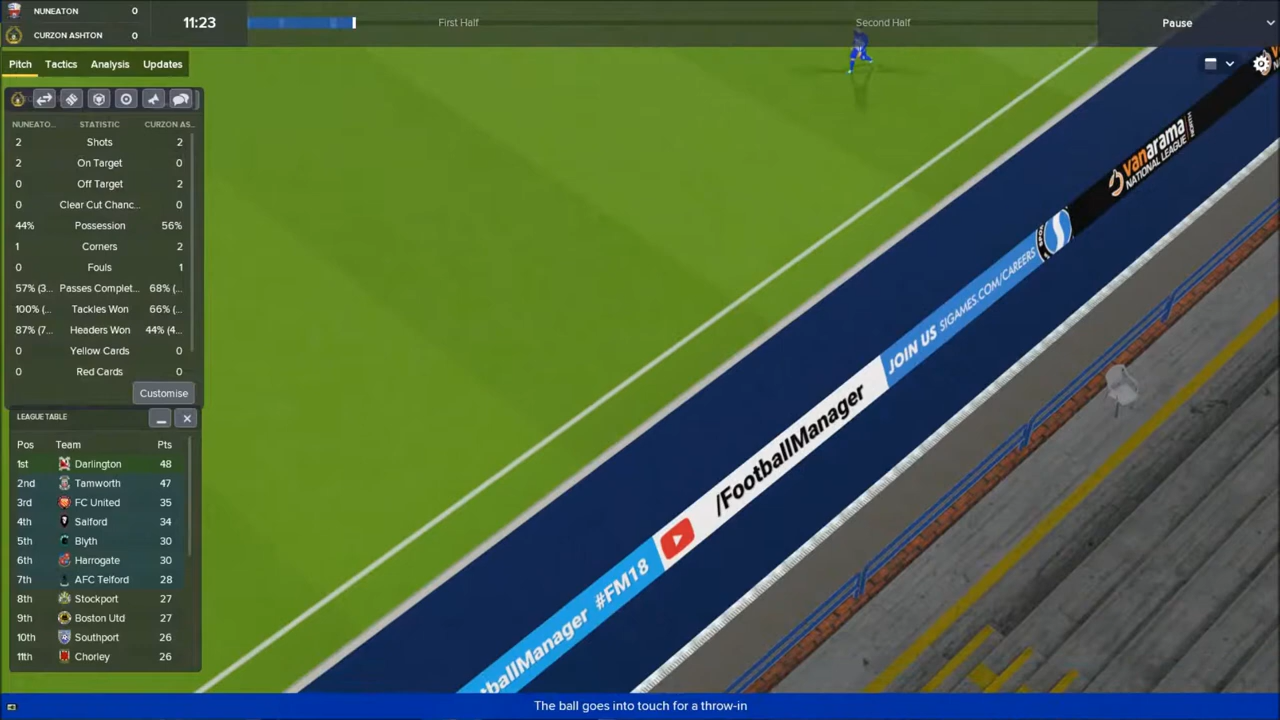 NUNEATON 0
CURZON ASHTON 0
11:23
First Half
Second Half
Pause
Pitch Tactics Analysis Updates
NUNEATO... STATISTIC CURZON AS...
2 Shots 2
2 On Target 0
0 Off Target 2
0 Clear Cut Chanc... 0
44% Possession 56%
1 Corners 2
0 Fouls 1
57% (3... Passes Complet... 68% (...
100% (... Tackles Won 66% (...
87% (7... Headers Won 44% (4...
0 Yellow Cards 0
0 Red Cards 0
Customise
LEAGUE TABLE
Pos Team Pts
1st Darlington 48
2nd Tamworth 47
3rd FC United 35
4th Salford 34
5th Blyth 30
6th Harrogate 30
7th AFC Telford 28
8th Stockport 27
9th Boston Utd 27
10th Southport 26
11th Chorley 26
vanarama
NATIONAL LEAGUE
JOIN US SIGAMES.COM/CAREERS
/FootballManager
tballManager #FM18
The ball goes into touch for a throw-in